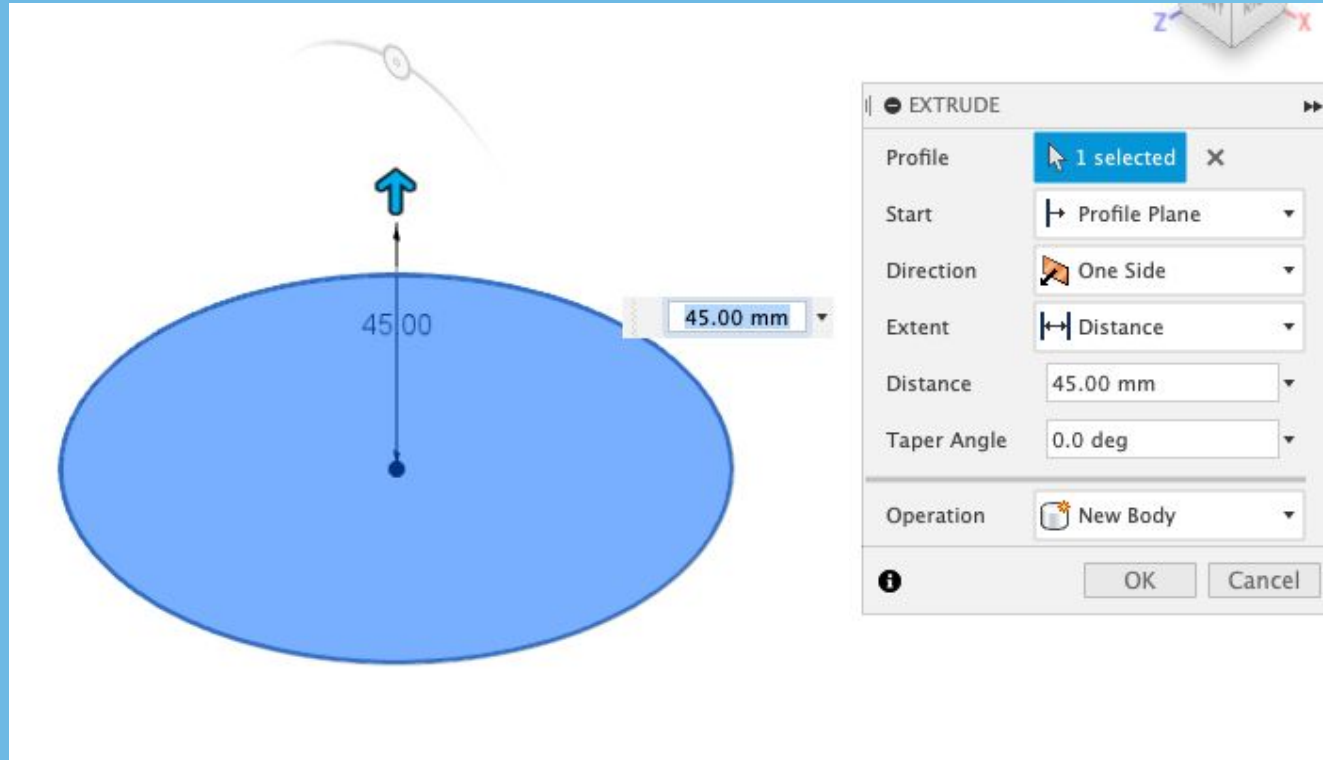 Z
X
EXTRUDE
Profile
1 selected
Start
Profile Plane
Direction
One Side
45.00
45.00 mm
Extent
Distance
Distance
45.00 mm
Taper Angle
0.0 deg
Operation
New Body
OK
Cancel